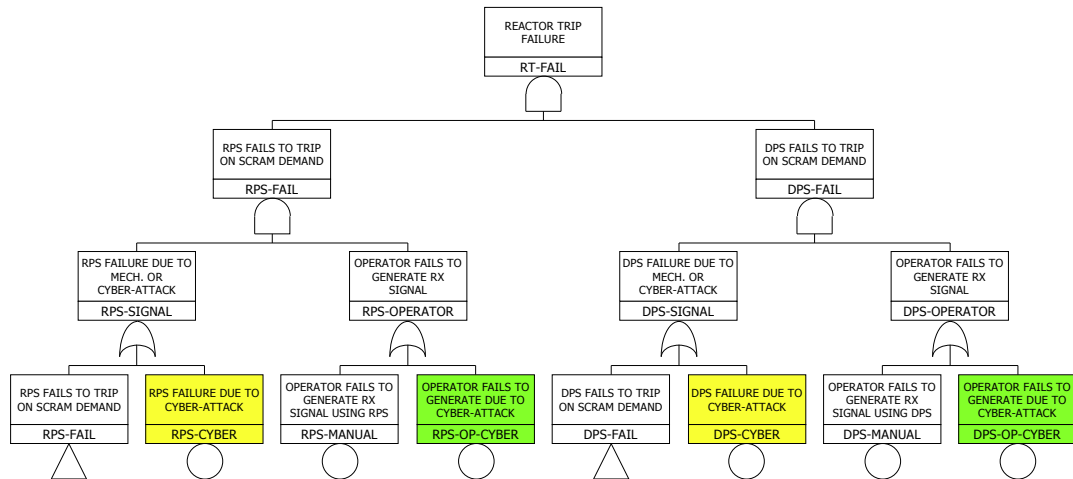 REACTOR TRIP
FAILURE
RT-FAIL
RPS FAILS TO TRIP
ON SCRAM DEMAND
RPS-FAIL
DPS FAILS TO TRIP
ON SCRAM DEMAND
DPS-FAIL
RPS FAILURE DUE TO
MECH. OR
CYBER-ATTACK
RPS-SIGNAL
OPERATOR FAILS TO
GENERATE RX
SIGNAL
RPS-OPERATOR
DPS FAILURE DUE TO
MECH. OR
CYBER-ATTACK
DPS-SIGNAL
OPERATOR FAILS TO
GENERATE RX
SIGNAL
DPS-OPERATOR
RPS FAILS TO TRIP
ON SCRAM DEMAND
RPS-FAIL
RPS FAILURE DUE TO
CYBER-ATTACK
RPS-CYBER
OPERATOR FAILS TO
GENERATE RX
SIGNAL USING RPS
RPS-MANUAL
OPERATOR FAILS TO
GENERATE DUE TO
CYBER-ATTACK
RPS-OP-CYBER
DPS FAILS TO TRIP
ON SCRAM DEMAND
DPS-FAIL
DPS FAILURE DUE TO
CYBER-ATTACK
DPS-CYBER
OPERATOR FAILS TO
GENERATE RX
SIGNAL USING DPS
DPS-MANUAL
OPERATOR FAILS TO
GENERATE DUE TO
CYBER-ATTACK
DPS-OP-CYBER